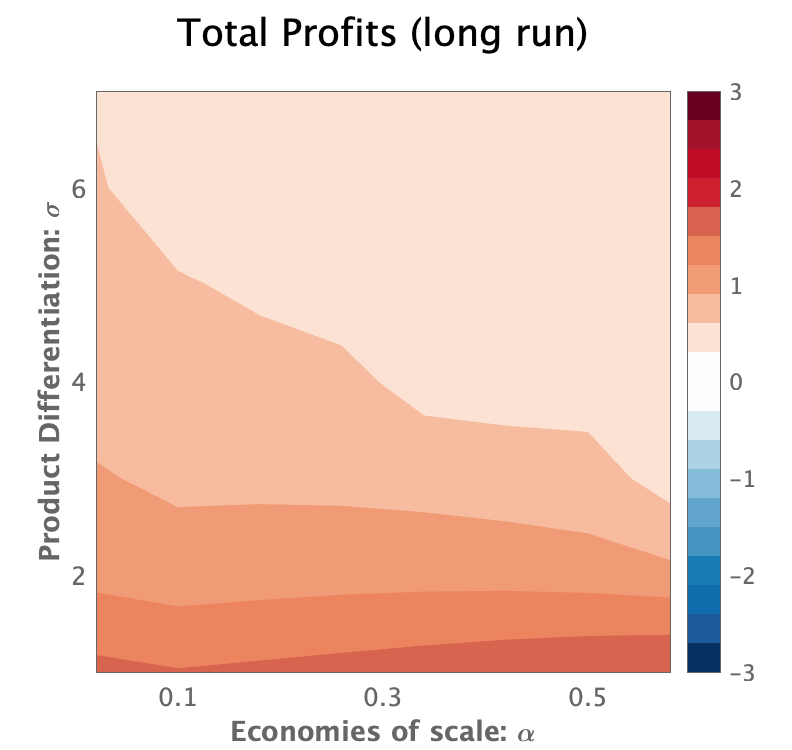 Total Profits (long run)
3
2
1
0
−1
−2
−3
6
4
2
Product Differentiation: σ
0.1 0.3 0.5
Economies of scale: α